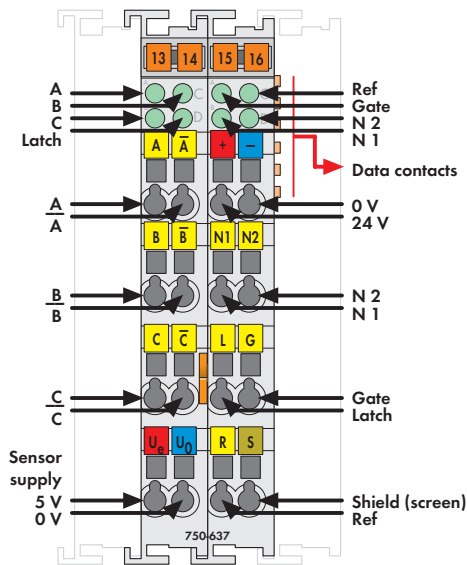 13 14 15 16
A
B
C
Latch
Ref
Gate
N 2
N 1
C
D
A A̅ + −
Data contacts
A
A̅
0 V
24 V
B B̅ N1 N2
B
B̅
N 2
N 1
C C̅ L G
C
C̅
Gate
Latch
Ue U0 R S
Sensor
supply
5 V
0 V
Shield (screen)
Ref
750-637